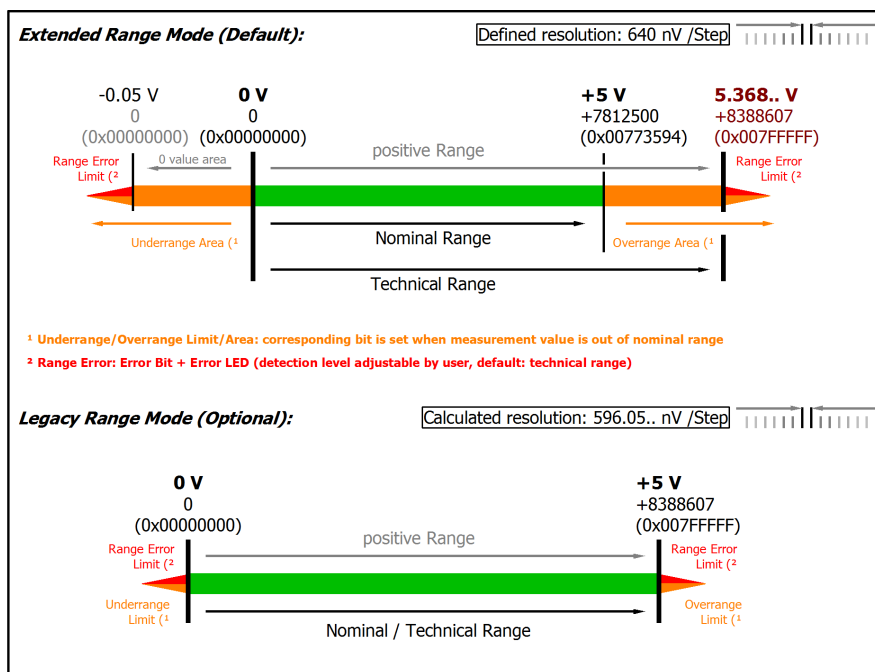 Extended Range Mode (Default):
Defined resolution: 640 nV /Step
-0.05 V
0
(0x00000000)
0 V
0
(0x00000000)
+5 V
+7812500
(0x00773594)
5.368.. V
+8388607
(0x007FFFFF)
Range Error
Limit (²
0 value area
positive Range
Range Error
Limit (²
Underrange Area (¹
Nominal Range
Overrange Area (¹
Technical Range
¹ Underrange/Overrange Limit/Area: corresponding bit is set when measurement value is out of nominal range
² Range Error: Error Bit + Error LED (detection level adjustable by user, default: technical range)
Legacy Range Mode (Optional):
Calculated resolution: 596.05.. nV /Step
0 V
0
(0x00000000)
+5 V
+8388607
(0x007FFFFF)
Range Error
Limit (²
positive Range
Range Error
Limit (²
Underrange
Limit (¹
Nominal / Technical Range
Overrange
Limit (¹